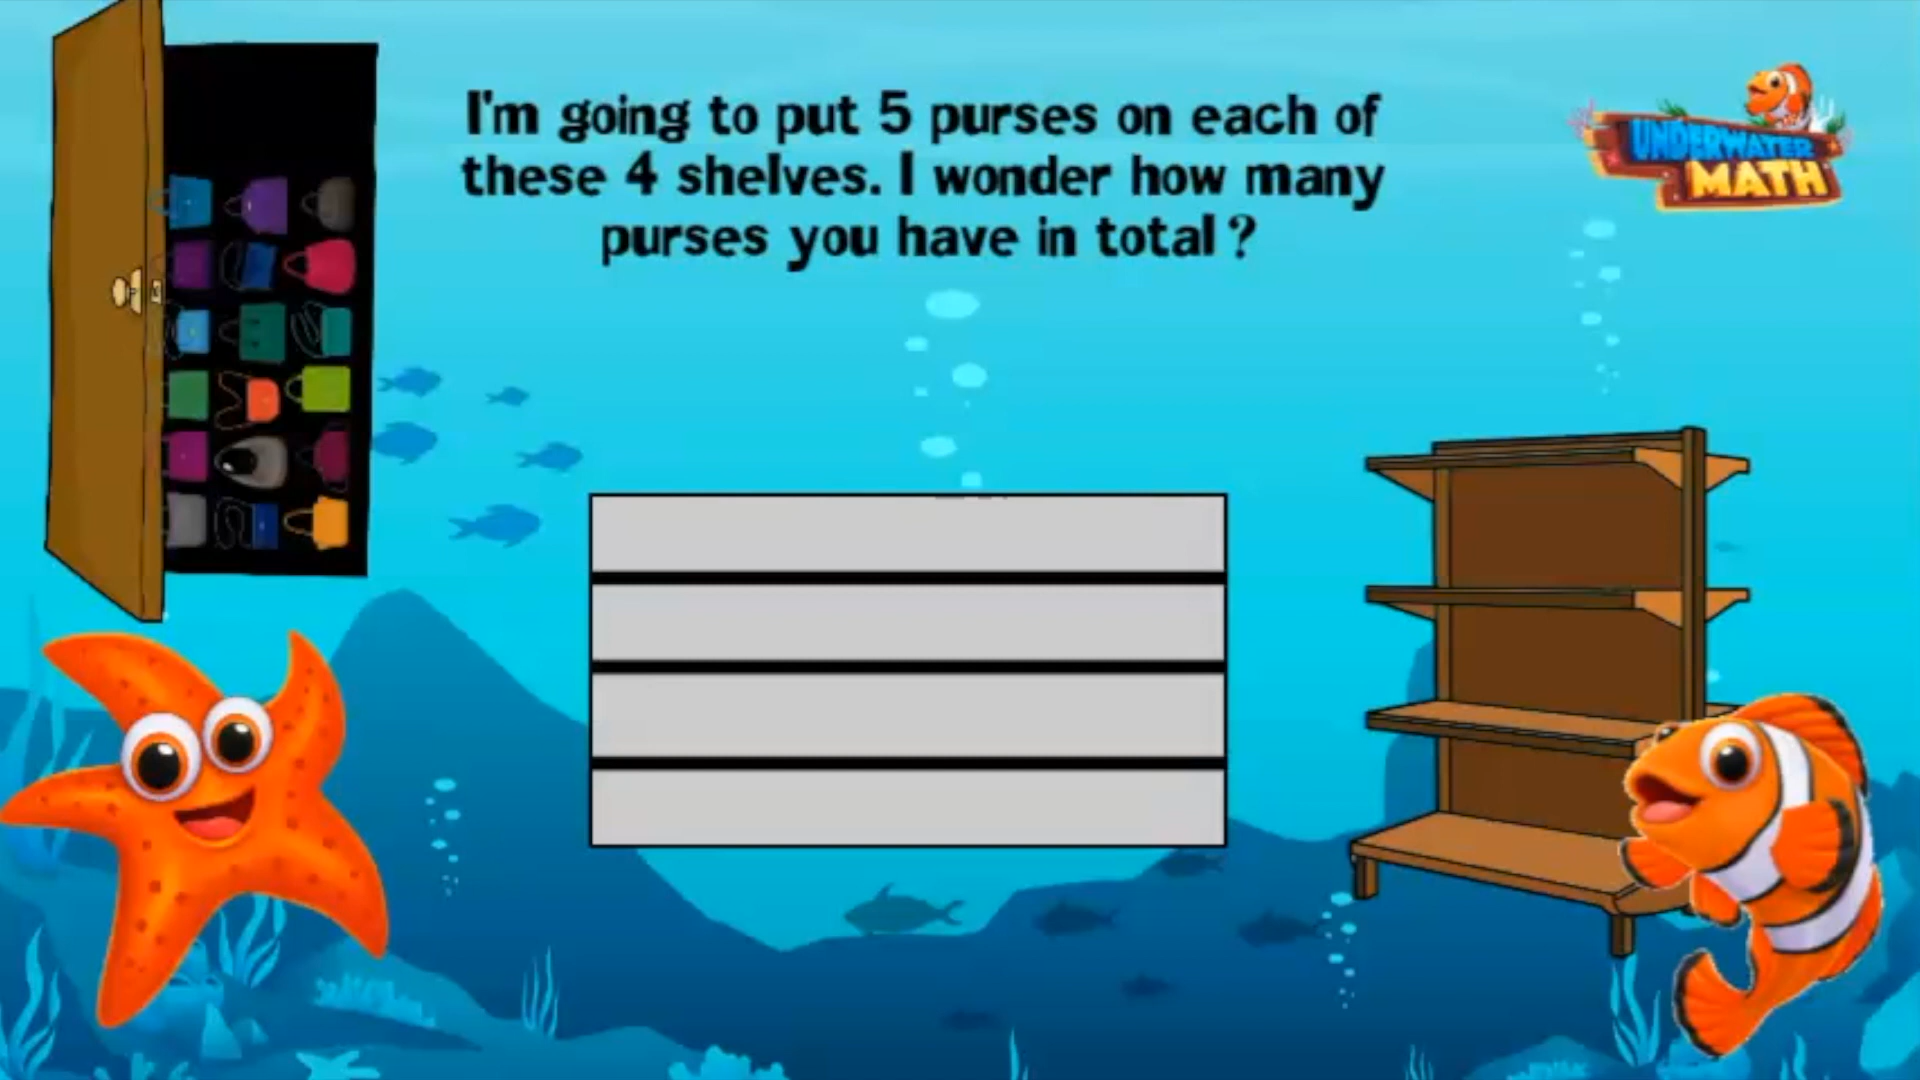 I'm going to put 5 purses on each of
these 4 shelves. I wonder how many
purses you have in total?
UNDERWATER
MATH